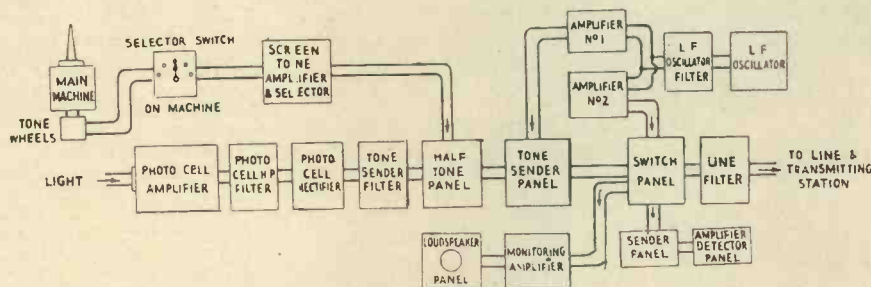 SELECTOR SWITCH
ON MACHINE
MAIN
MACHINE
TONE
WHEELS
SCREEN
TONE
AMPLIFIER
& SELECTOR
AMPLIFIER
Nº1
AMPLIFIER
Nº2
L F
OSCILLATOR
FILTER
L F
OSCILLATOR
LIGHT
PHOTO CELL
AMPLIFIER
PHOTO
CELL H P
FILTER
PHOTO
CELL
RECTIFIER
TONE
SENDER
FILTER
HALF
TONE
PANEL
TONE
SENDER
PANEL
SWITCH
PANEL
LINE
FILTER
TO LINE &
TRANSMITTING
STATION
LOUDSPEAKER
PANEL
MONITORING
AMPLIFIER
SENDER
PANEL
AMPLIFIER
DETECTOR
PANEL